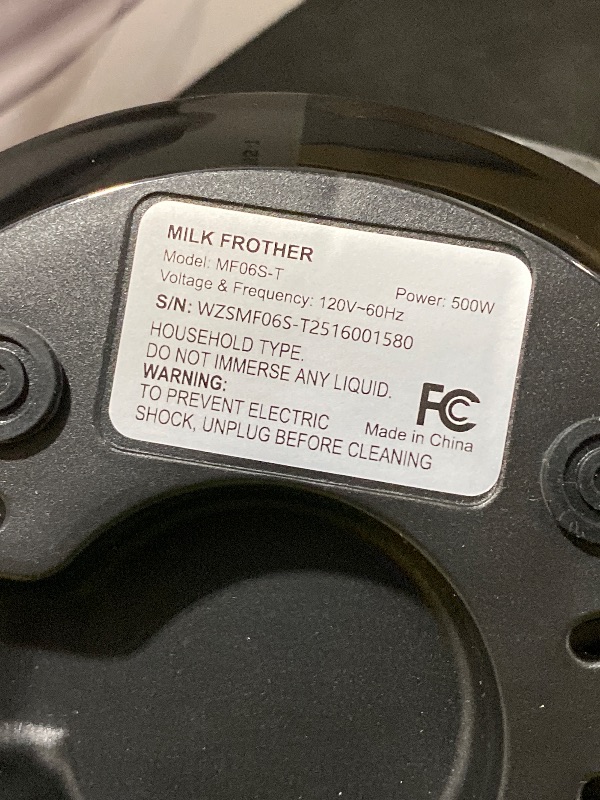 MILK FROTHER
Model: MF06S-T
Power: 500W
Voltage & Frequency: 120V~60Hz
S/N: WZSMF06S-T2516001580
HOUSEHOLD TYPE.
DO NOT IMMERSE ANY LIQUID.
WARNING:
TO PREVENT ELECTRIC
SHOCK, UNPLUG BEFORE CLEANING
FC
Made in China